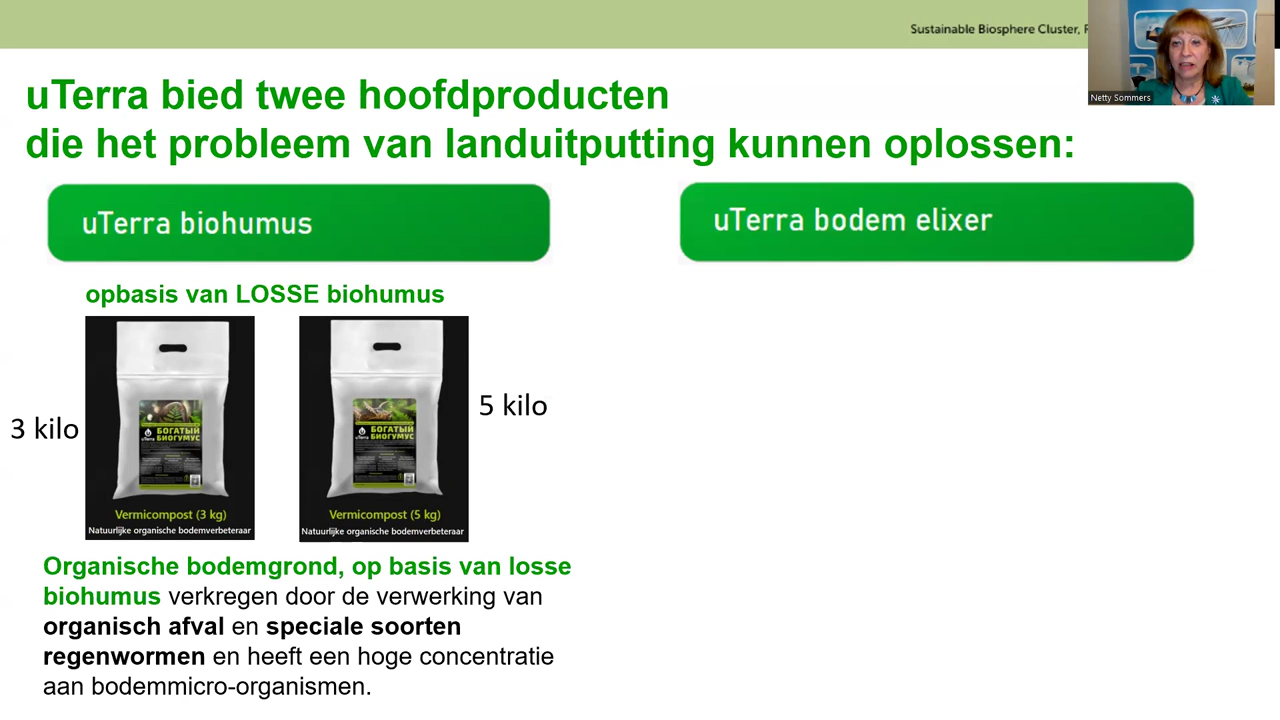 Sustainable Biosphere Cluster,
Netty Sommers
uTerra bied twee hoofdproducten
die het probleem van landuitputting kunnen oplossen:
uTerra biohumus
uTerra bodem elixer
opbasis van LOSSE biohumus
3 kilo
uTerra
БОГАТЫЙ
БИОГУМУС
Vermicompost (3 kg)
Natuurlijke organische bodemverbeteraar
uTerra
БОГАТЫЙ
БИОГУМУС
Vermicompost (5 kg)
Natuurlijke organische bodemverbeteraar
5 kilo
Organische bodemgrond, op basis van losse
biohumus verkregen door de verwerking van
organisch afval en speciale soorten
regenwormen en heeft een hoge concentratie
aan bodemmicro-organismen.